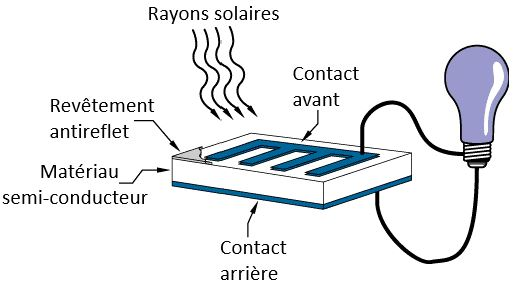 Rayons solaires
Contact
avant
Revêtement
antireflet
Matériau
semi-conducteur
Contact
arrière